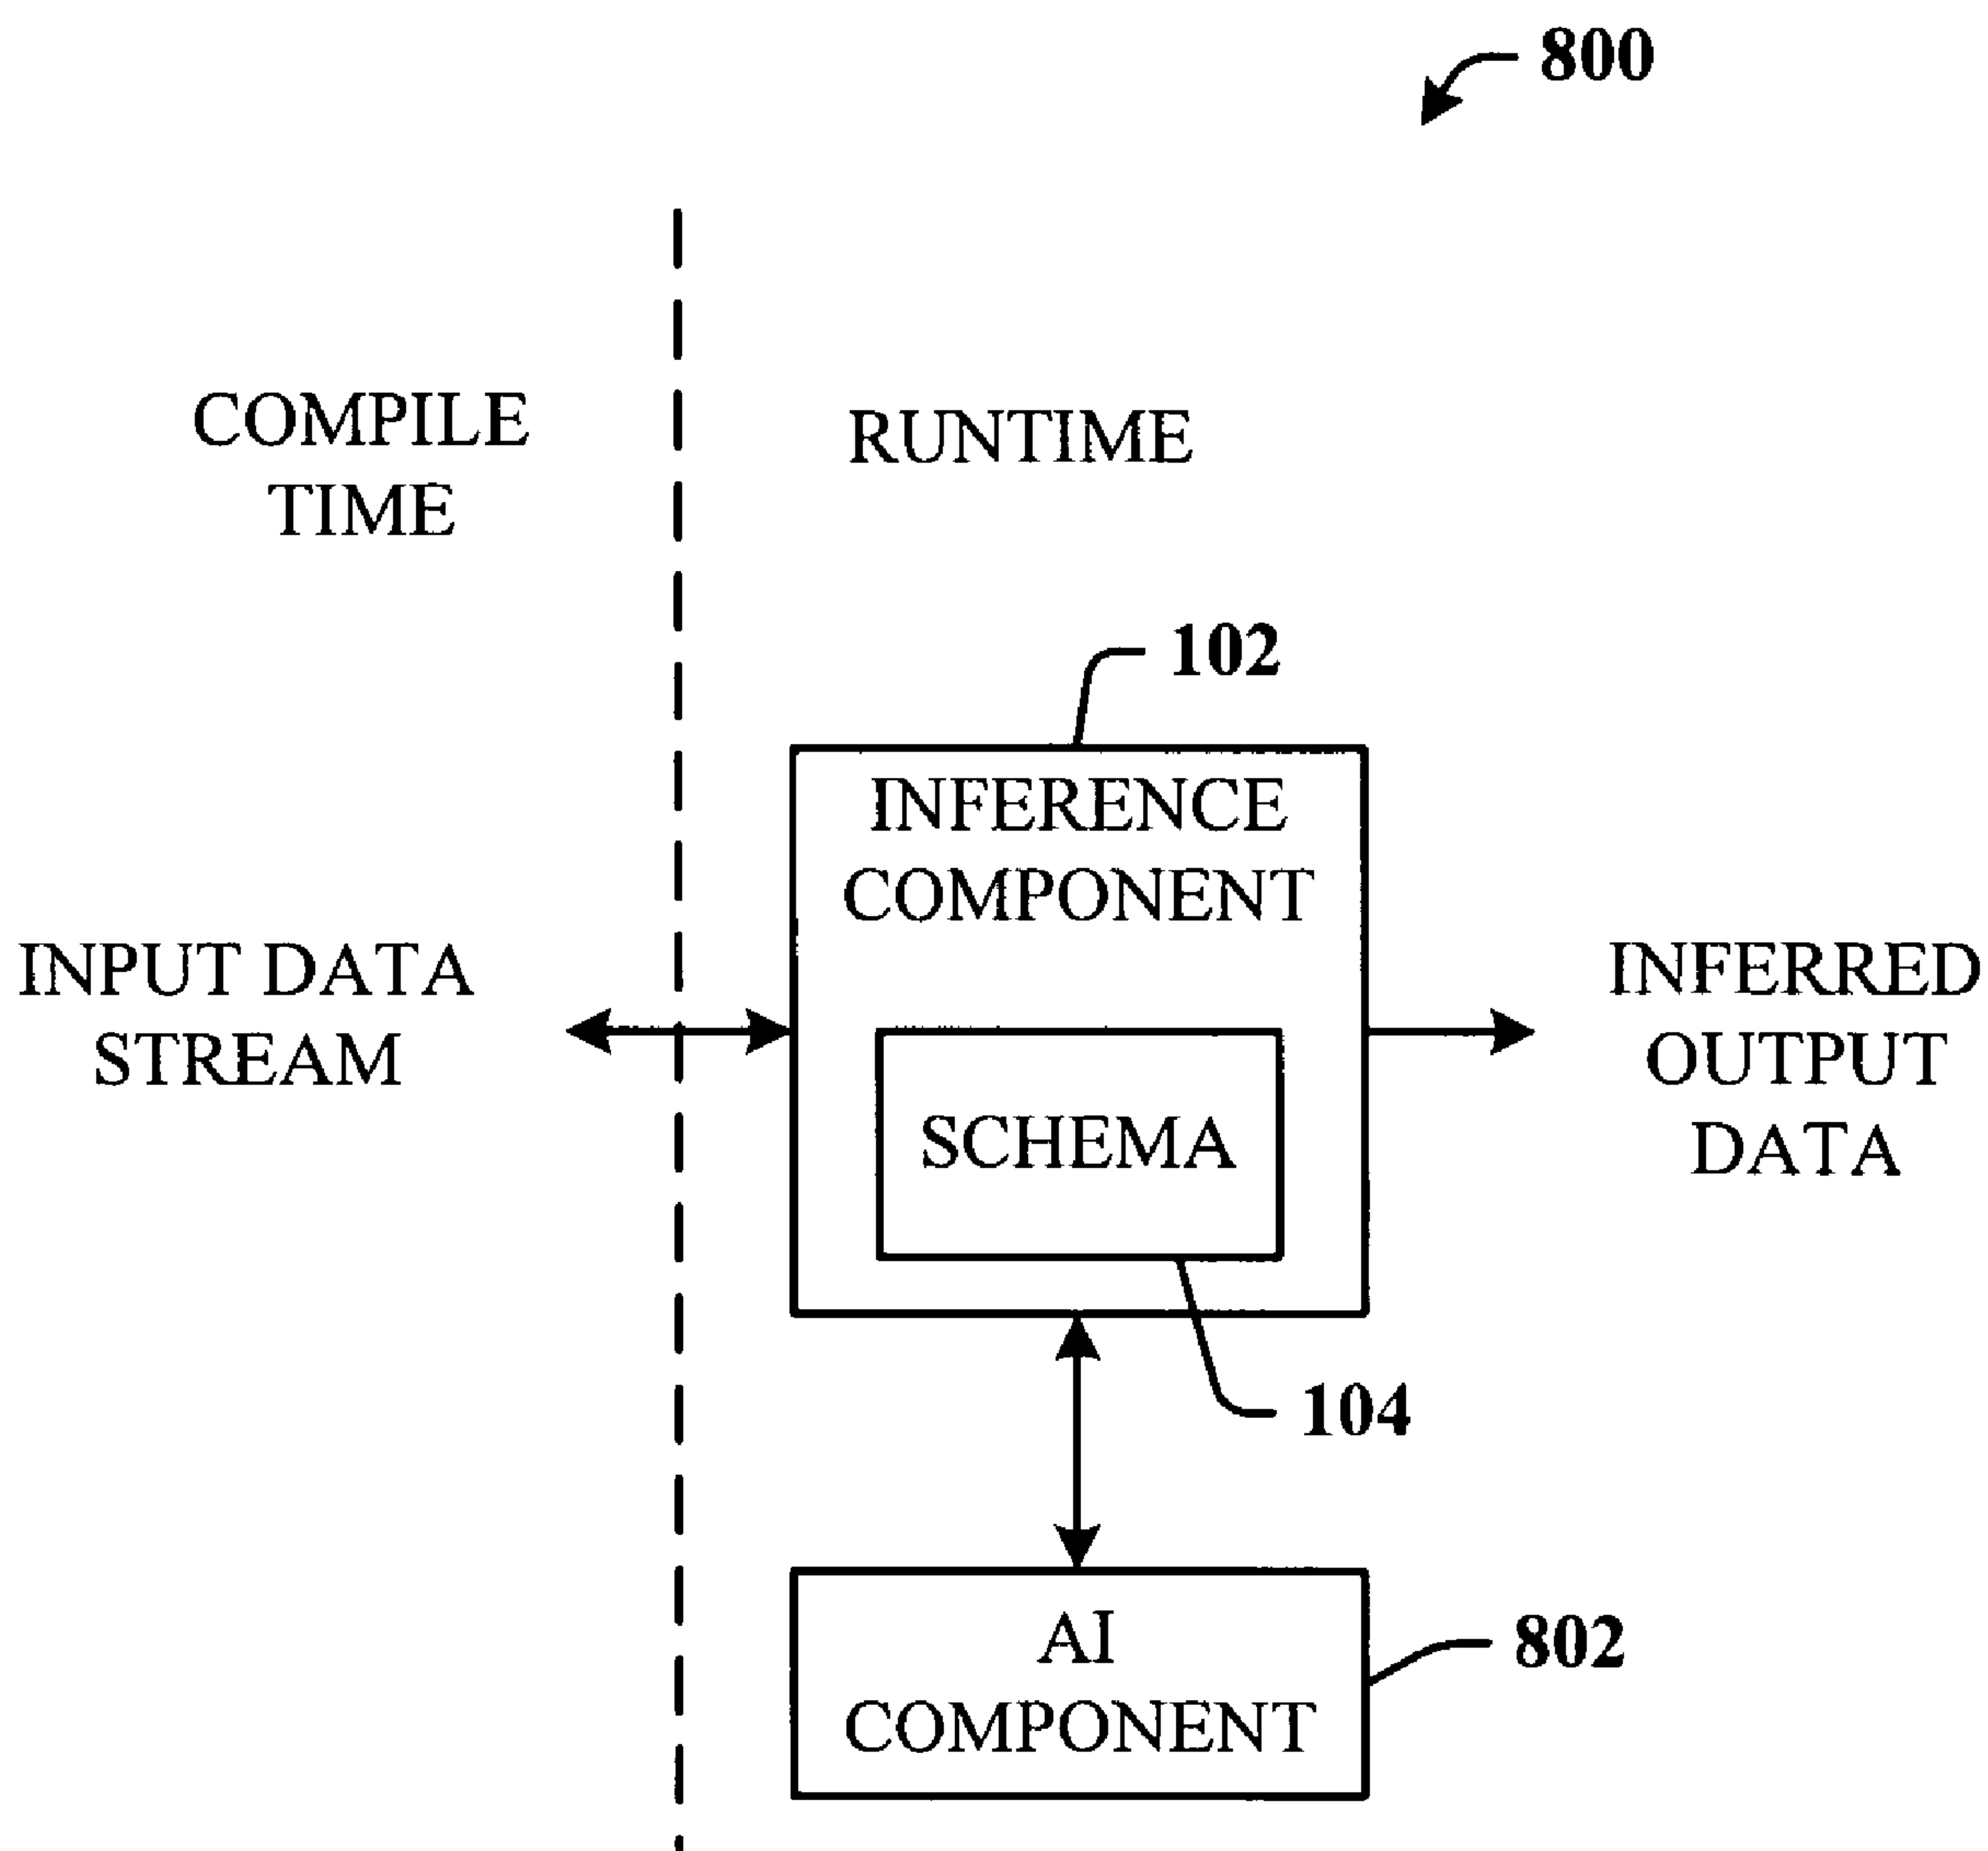 800
COMPILE
TIME
RUNTIME
102
INFERENCE
COMPONENT
INPUT DATA
STREAM
INFERRED
OUTPUT
DATA
SCHEMA
104
AI
COMPONENT
802